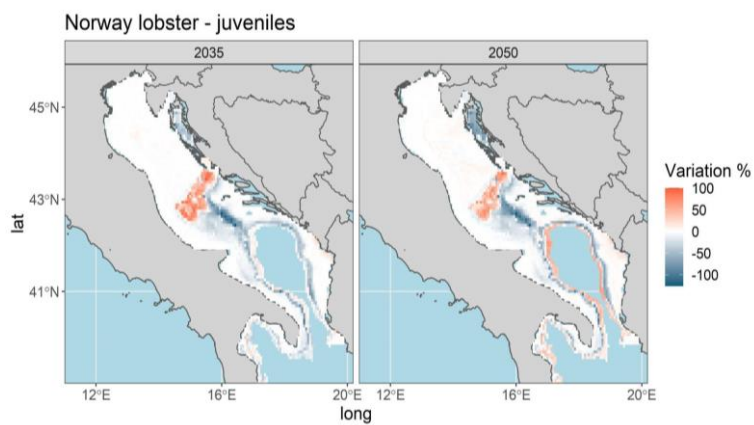 Norway lobster - juveniles
2035 2050
45°N
43°N
41°N
lat
12°E 16°E 20°E 12°E 16°E 20°E
long
Variation %
100
50
0
-50
-100